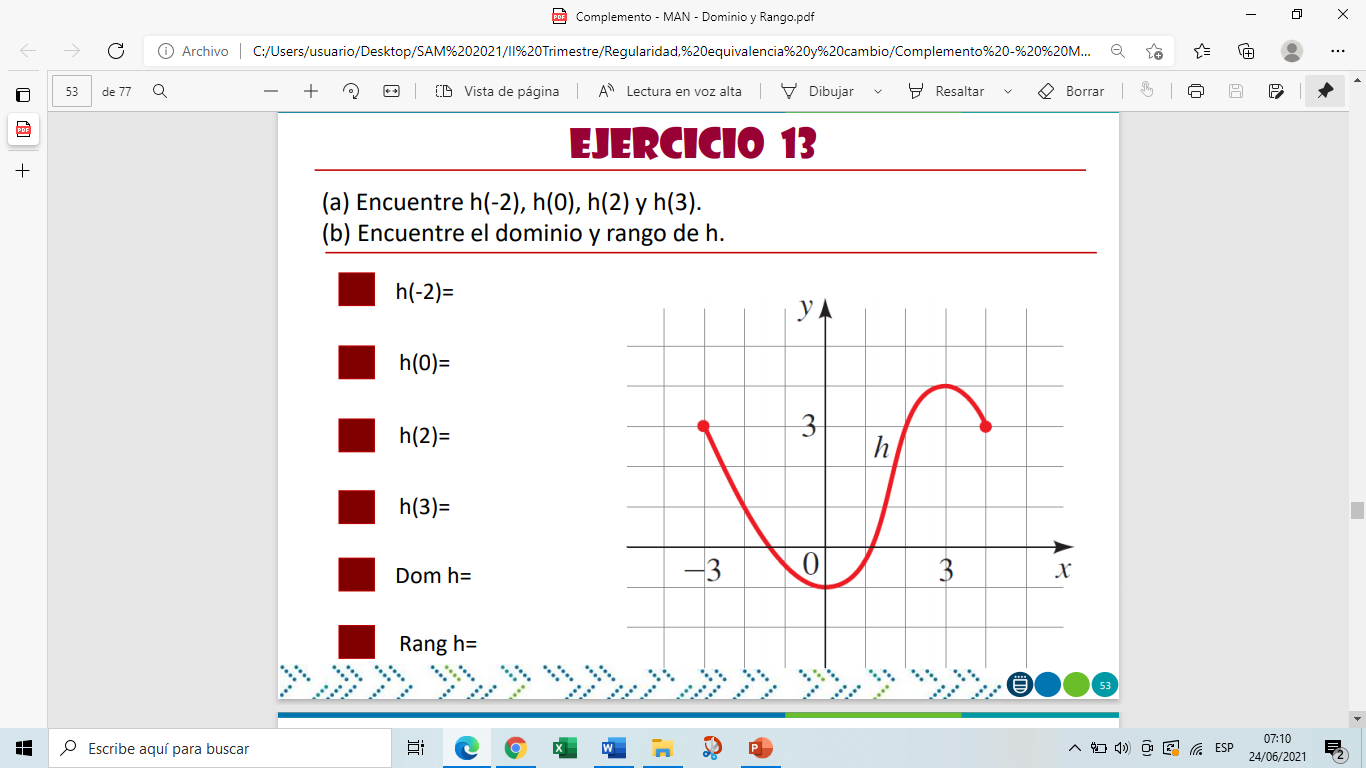 Complemento - MAN - Dominio y Rango.pdf
Archivo C:/Users/usuario/Desktop/SAM%202021/II%20Trimestre/Regularidad,%20equivalencia%20y%20cambio/Complemento%20-%20%20M...
53 de 77 Vista de página Lectura en voz alta Dibujar Resaltar Borrar
EJERCICIO 13
(a) Encuentre h(-2), h(0), h(2) y h(3).
(b) Encuentre el dominio y rango de h.
h(-2)=
h(0)=
h(2)=
h(3)=
Dom h=
Rang h=
y
3
h
−3 0 3 x
53
Escribe aquí para buscar
ESP
07:10
24/06/2021
2